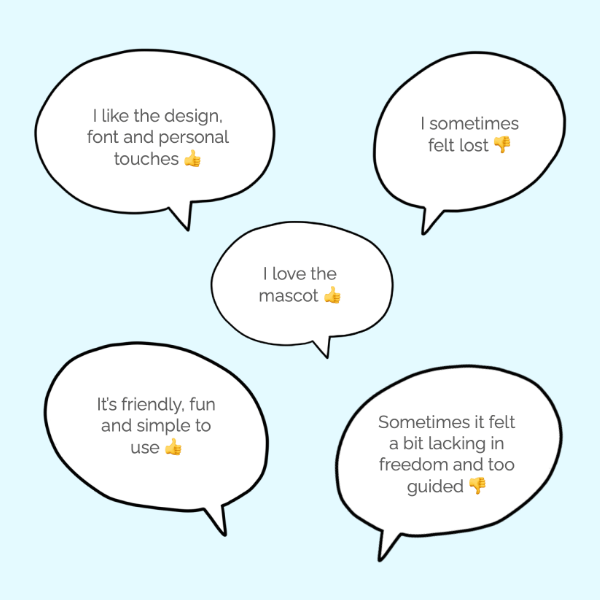 I like the design,
font and personal
touches 👍
I sometimes
felt lost 👎
I love the
mascot 👍
It's friendly, fun
and simple to
use 👍
Sometimes it felt
a bit lacking in
freedom and too
guided 👎